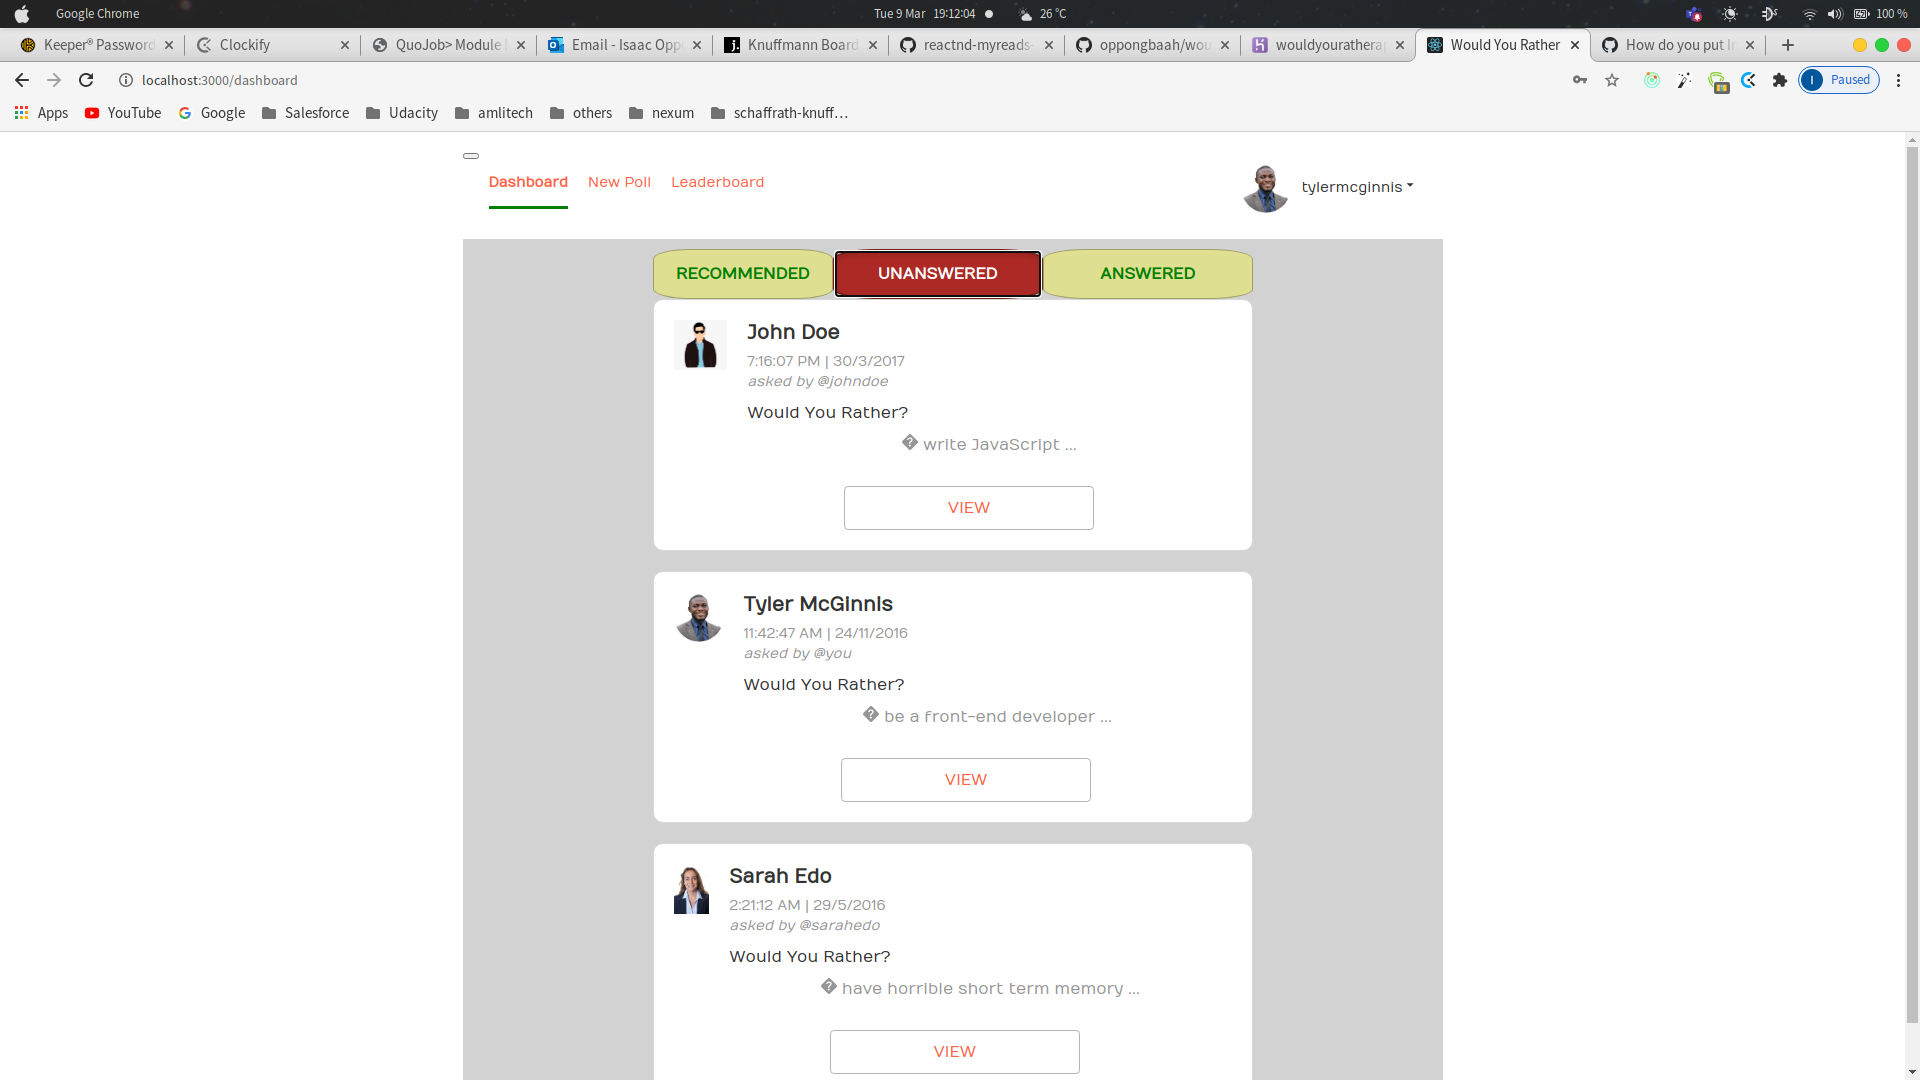 Google Chrome
Tue 9 Mar 19:12:04
26 °C
100 %
Keeper® Password
Clockify
QuoJob> Module
Email - Isaac Opp
Knuffmann Board
reactnd-myreads-
oppongbaah/wou
wouldyouratherap
Would You Rather
How do you put I
localhost:3000/dashboard
I
Paused
Apps
YouTube
Google
Salesforce
Udacity
amlitech
others
nexum
schaffrath-knuff…
Dashboard
New Poll
Leaderboard
tylermcginnis
RECOMMENDED
UNANSWERED
ANSWERED
John Doe
7:16:07 PM | 30/3/2017
asked by @johndoe
Would You Rather?
� write JavaScript ...
VIEW
Tyler McGinnis
11:42:47 AM | 24/11/2016
asked by @you
Would You Rather?
� be a front-end developer ...
VIEW
Sarah Edo
2:21:12 AM | 29/5/2016
asked by @sarahedo
Would You Rather?
� have horrible short term memory ...
VIEW